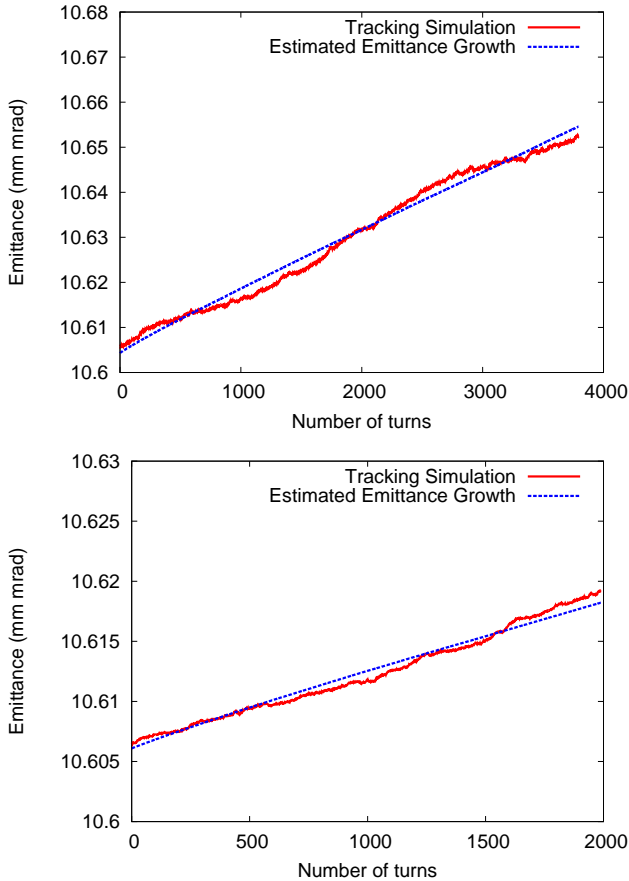 10.68
Tracking Simulation
Estimated Emittance Growth
10.67
10.66
10.65
10.64
10.63
10.62
10.61
10.6
Emittance (mm mrad)
0 1000 2000 3000 4000
Number of turns
10.63
Tracking Simulation
Estimated Emittance Growth
10.625
10.62
10.615
10.61
10.605
10.6
Emittance (mm mrad)
0 500 1000 1500 2000
Number of turns